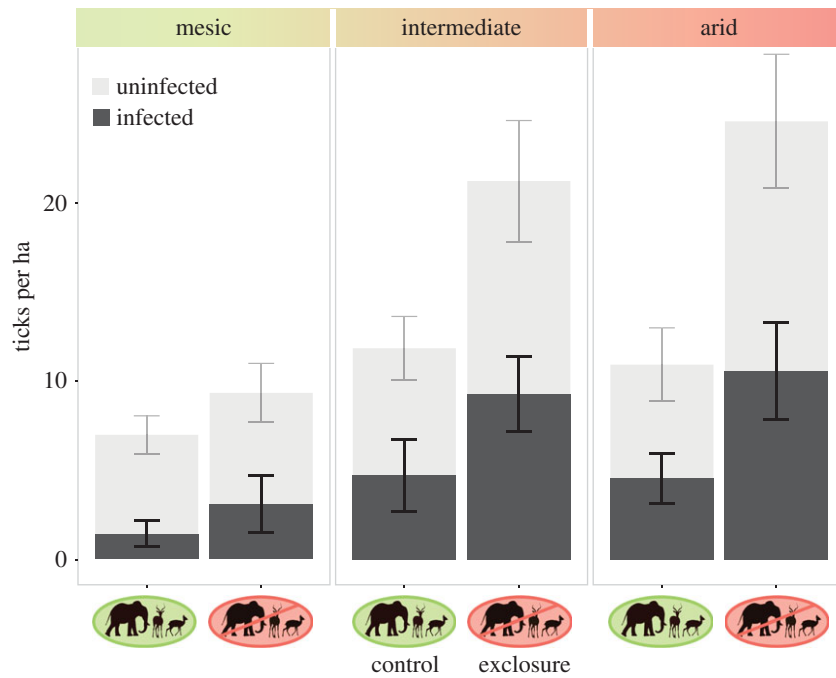 mesic intermediate arid
uninfected
infected
20
10
0
ticks per ha
control exclosure